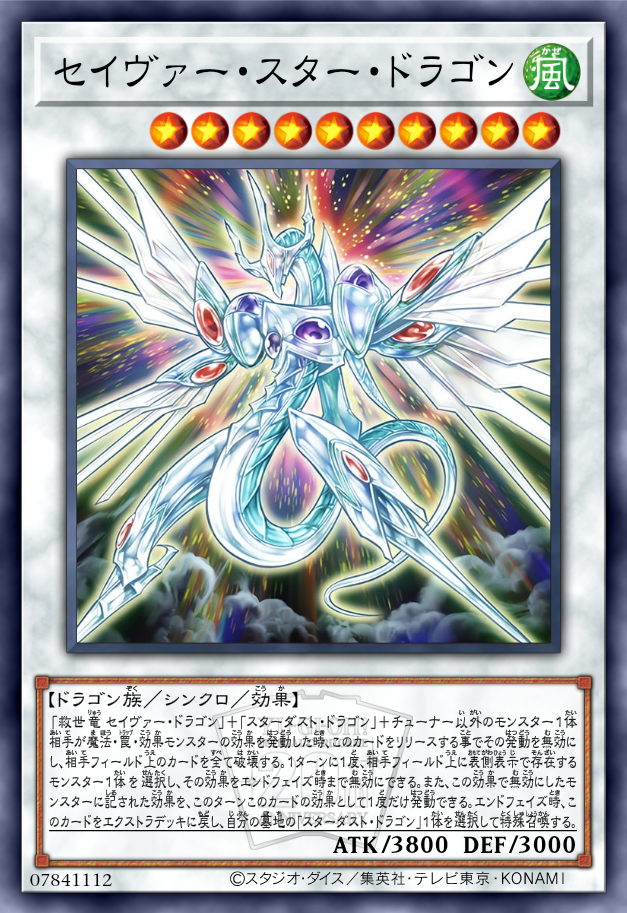 セイヴァー・スター・ドラゴン
風
【ドラゴン族／シンクロ／効果】
「救世竜 セイヴァー・ドラゴン」＋「スターダスト・ドラゴン」＋チューナー以外のモンスター1体
相手が魔法・罠・効果モンスターの効果を発動した時、このカードをリリースする事でその発動を無効に
し、相手フィールド上のカードを全て破壊する。1ターンに1度、相手フィールド上に表側表示で存在する
モンスター1体を選択し、その効果をエンドフェイズ時まで無効にできる。また、この効果で無効にしたモ
ンスターに記された効果を、このターンこのカードの効果として1度だけ発動できる。エンドフェイズ時、こ
のカードをエクストラデッキに戻し、自分の墓地の「スターダスト・ドラゴン」1体を選択して特殊召喚する。
ATK/3800 DEF/3000
07841112 ©スタジオ・ダイス／集英社・テレビ東京・KONAMI